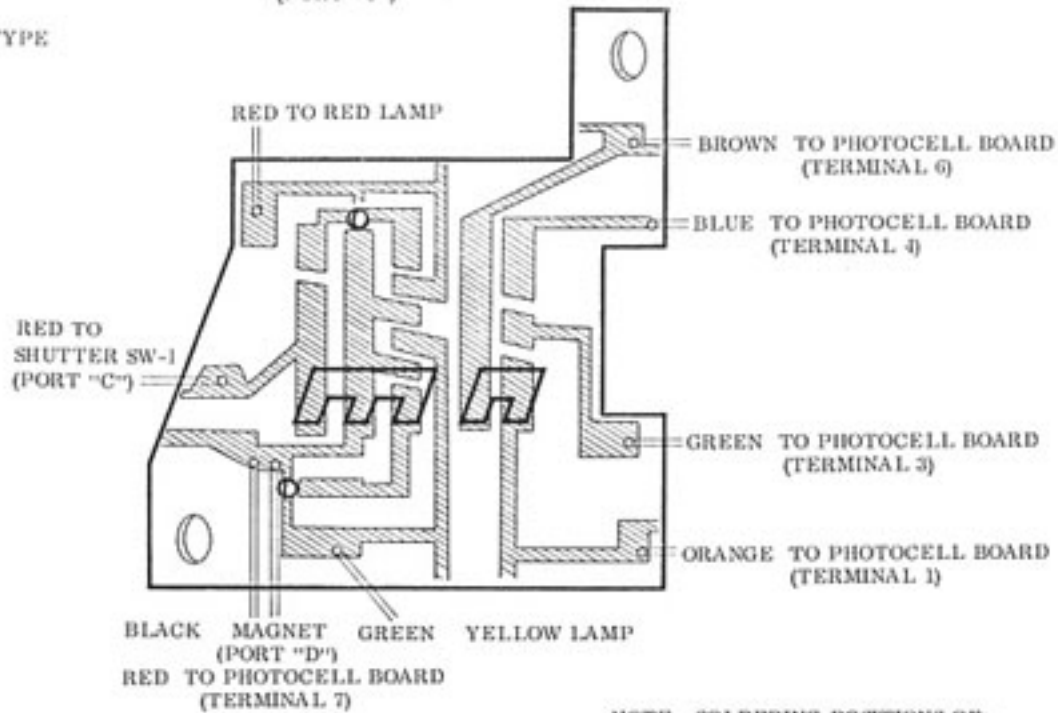 TYPE
RED TO RED LAMP
BROWN TO PHOTOCELL BOARD
(TERMINAL 6)
BLUE TO PHOTOCELL BOARD
(TERMINAL 4)
RED TO
SHUTTER SW-1
(PORT "C")
GREEN TO PHOTOCELL BOARD
(TERMINAL 3)
ORANGE TO PHOTOCELL BOARD
(TERMINAL 1)
BLACK MAGNET GREEN YELLOW LAMP
(PORT "D")
RED TO PHOTOCELL BOARD
(TERMINAL 7)